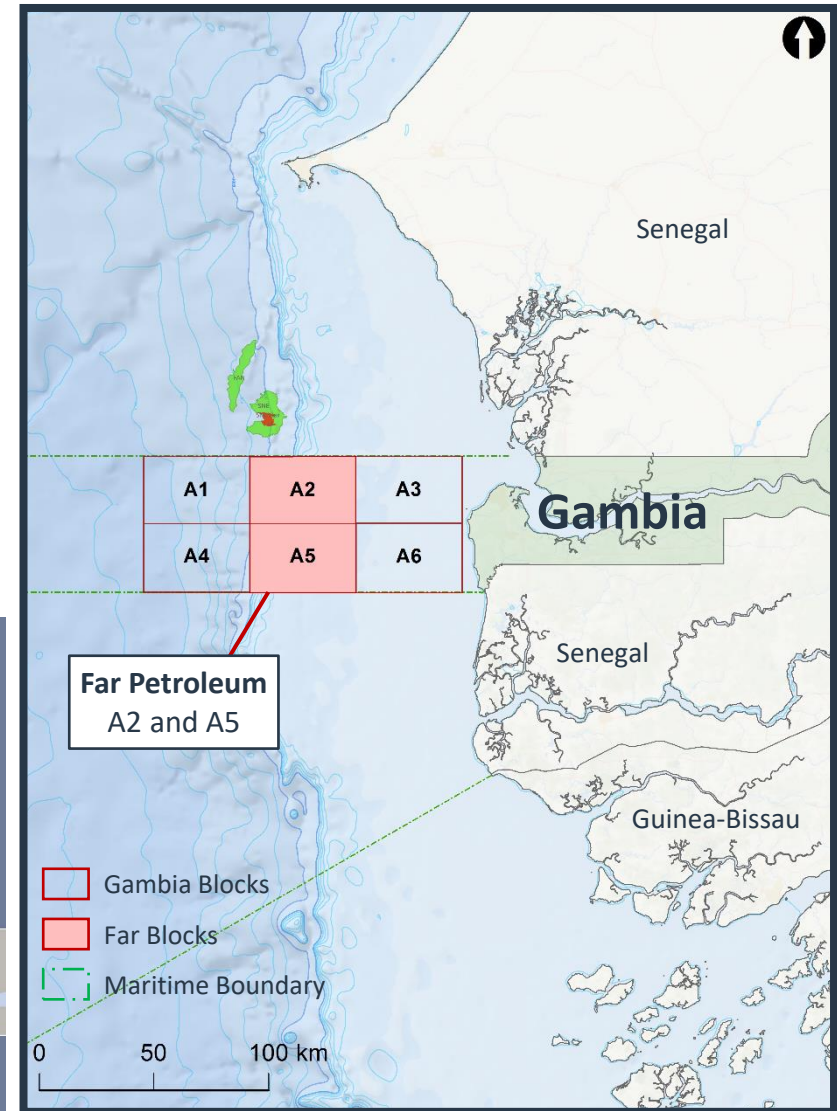 Senegal
A1
A2
A3
Gambia
A4
A5
A6
Senegal
Far Petroleum
A2 and A5
Guinea-Bissau
Gambia Blocks
Far Blocks
Maritime Boundary
0 50 100 km